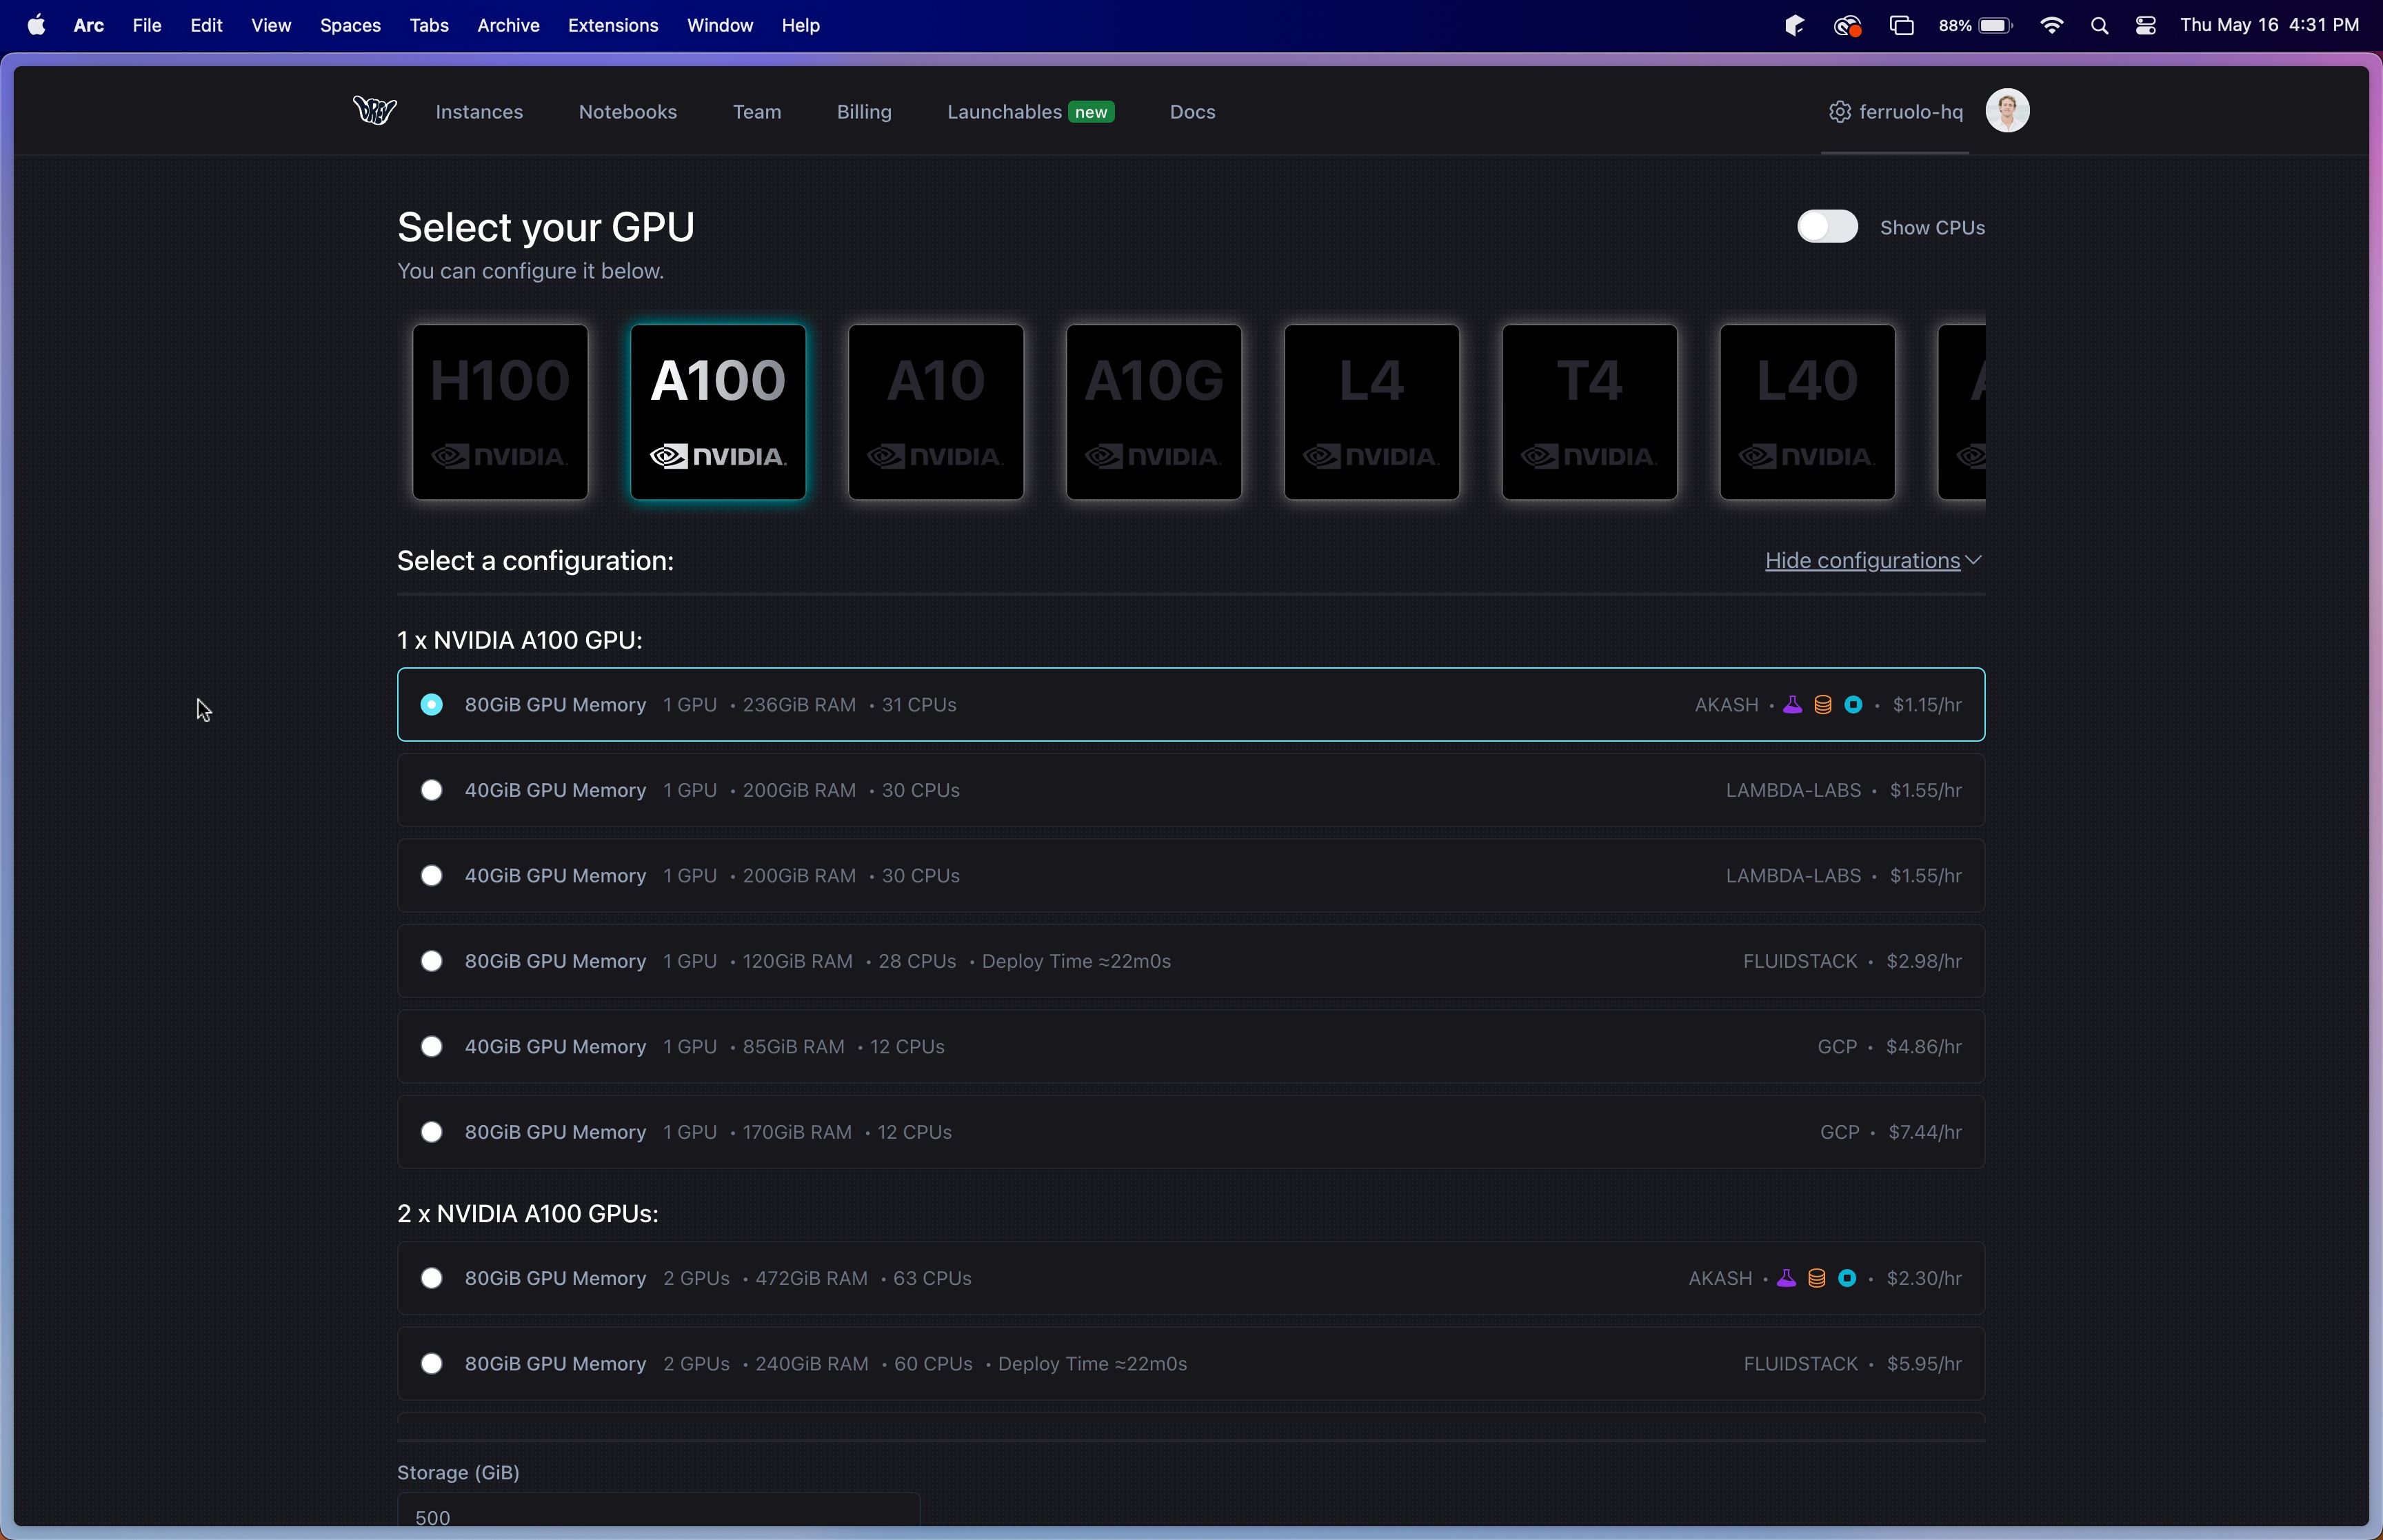 Arc File Edit View Spaces Tabs Archive Extensions Window Help 88% Thu May 16 4:31 PM
BREV Instances Notebooks Team Billing Launchables new Docs ferruolo-hq
Select your GPU
Show CPUs
You can configure it below.
H100 A100 A10 A10G L4 T4 L40 A
NVIDIA. NVIDIA. NVIDIA. NVIDIA. NVIDIA. NVIDIA. NVIDIA.
Select a configuration: Hide configurations
1 x NVIDIA A100 GPU:
80GiB GPU Memory 1 GPU • 236GiB RAM • 31 CPUs AKASH • • $1.15/hr
40GiB GPU Memory 1 GPU • 200GiB RAM • 30 CPUs LAMBDA-LABS • $1.55/hr
40GiB GPU Memory 1 GPU • 200GiB RAM • 30 CPUs LAMBDA-LABS • $1.55/hr
80GiB GPU Memory 1 GPU • 120GiB RAM • 28 CPUs • Deploy Time ≈22m0s FLUIDSTACK • $2.98/hr
40GiB GPU Memory 1 GPU • 85GiB RAM • 12 CPUs GCP • $4.86/hr
80GiB GPU Memory 1 GPU • 170GiB RAM • 12 CPUs GCP • $7.44/hr
2 x NVIDIA A100 GPUs:
80GiB GPU Memory 2 GPUs • 472GiB RAM • 63 CPUs AKASH • • $2.30/hr
80GiB GPU Memory 2 GPUs • 240GiB RAM • 60 CPUs • Deploy Time ≈22m0s FLUIDSTACK • $5.95/hr
Storage (GiB)
500